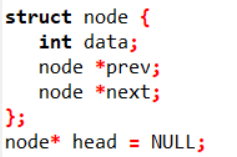 struct node {
   int data;
   node *prev;
   node *next;
};
node* head = NULL;